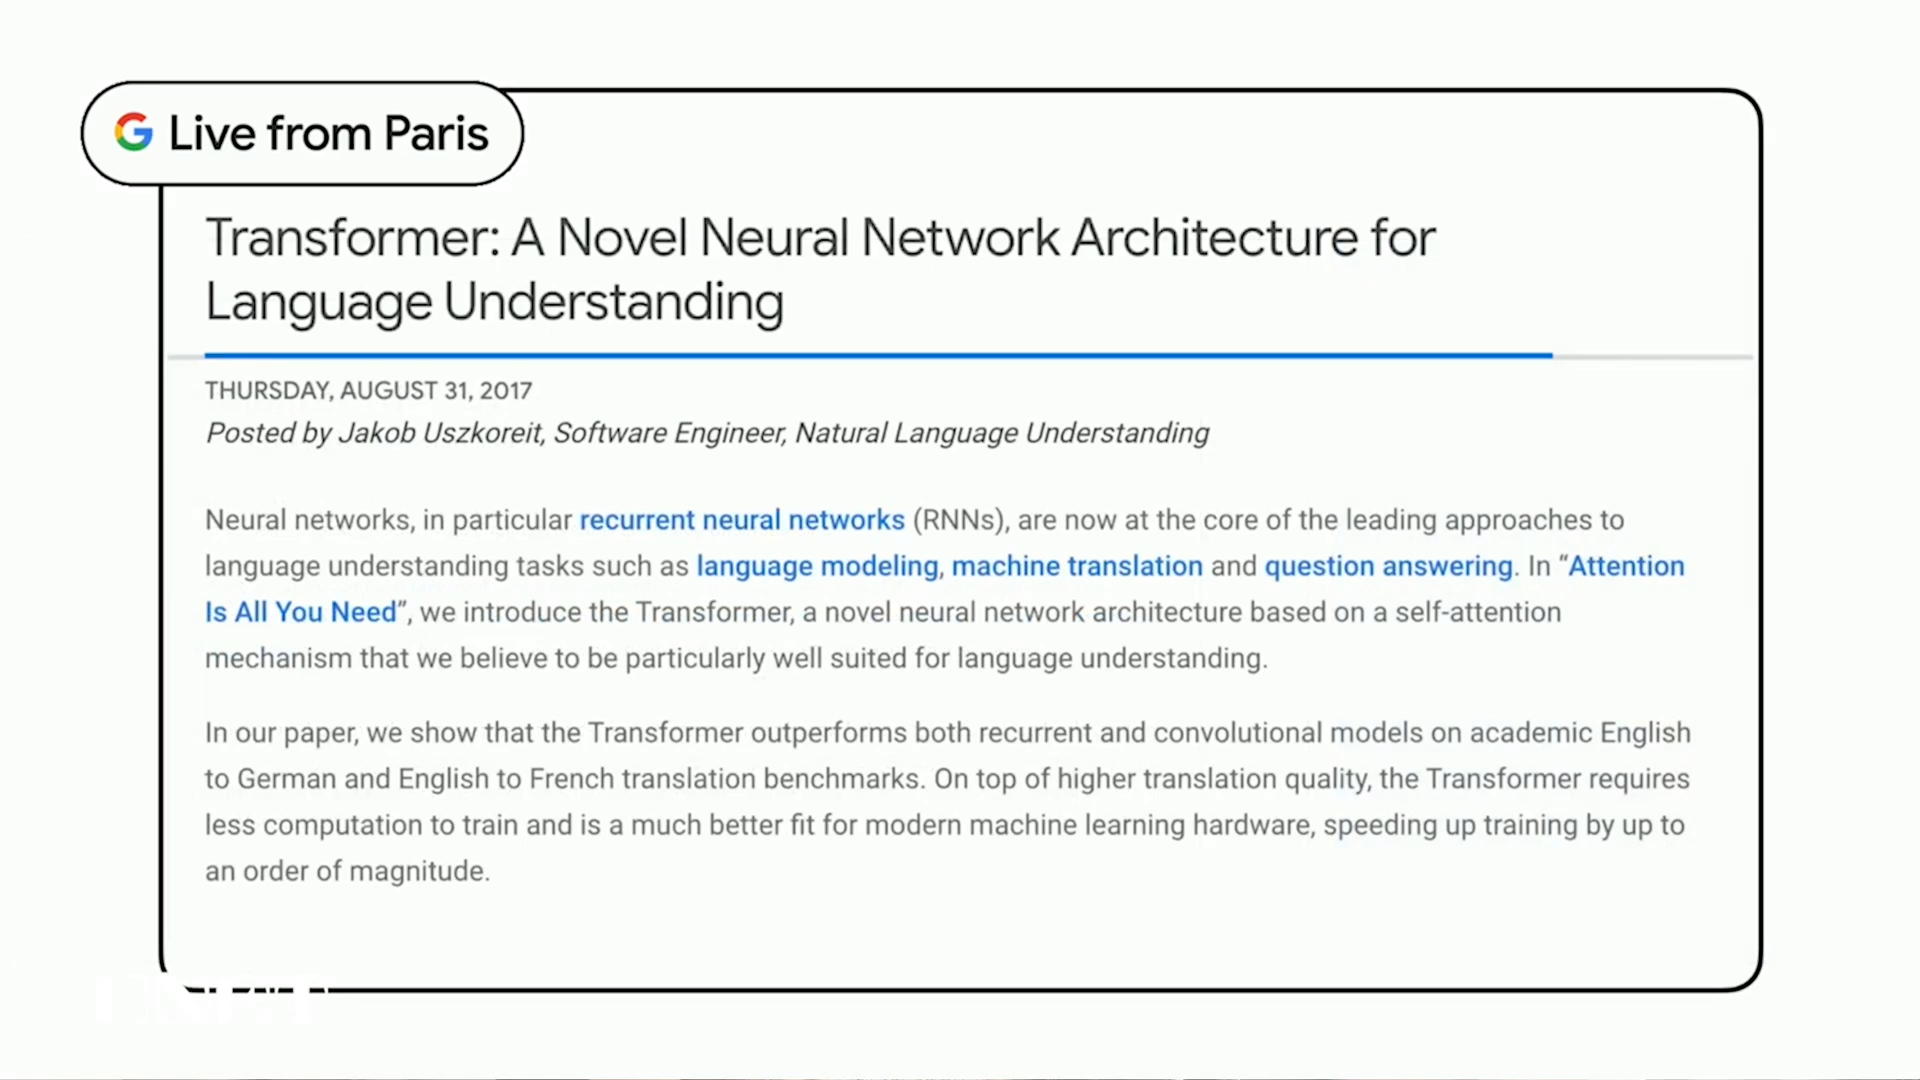 Live from Paris
Transformer: A Novel Neural Network Architecture for
Language Understanding
THURSDAY, AUGUST 31, 2017
Posted by Jakob Uszkoreit, Software Engineer, Natural Language Understanding
Neural networks, in particular recurrent neural networks (RNNs), are now at the core of the leading approaches to
language understanding tasks such as language modeling, machine translation and question answering. In “Attention
Is All You Need”, we introduce the Transformer, a novel neural network architecture based on a self-attention
mechanism that we believe to be particularly well suited for language understanding.
In our paper, we show that the Transformer outperforms both recurrent and convolutional models on academic English
to German and English to French translation benchmarks. On top of higher translation quality, the Transformer requires
less computation to train and is a much better fit for modern machine learning hardware, speeding up training by up to
an order of magnitude.